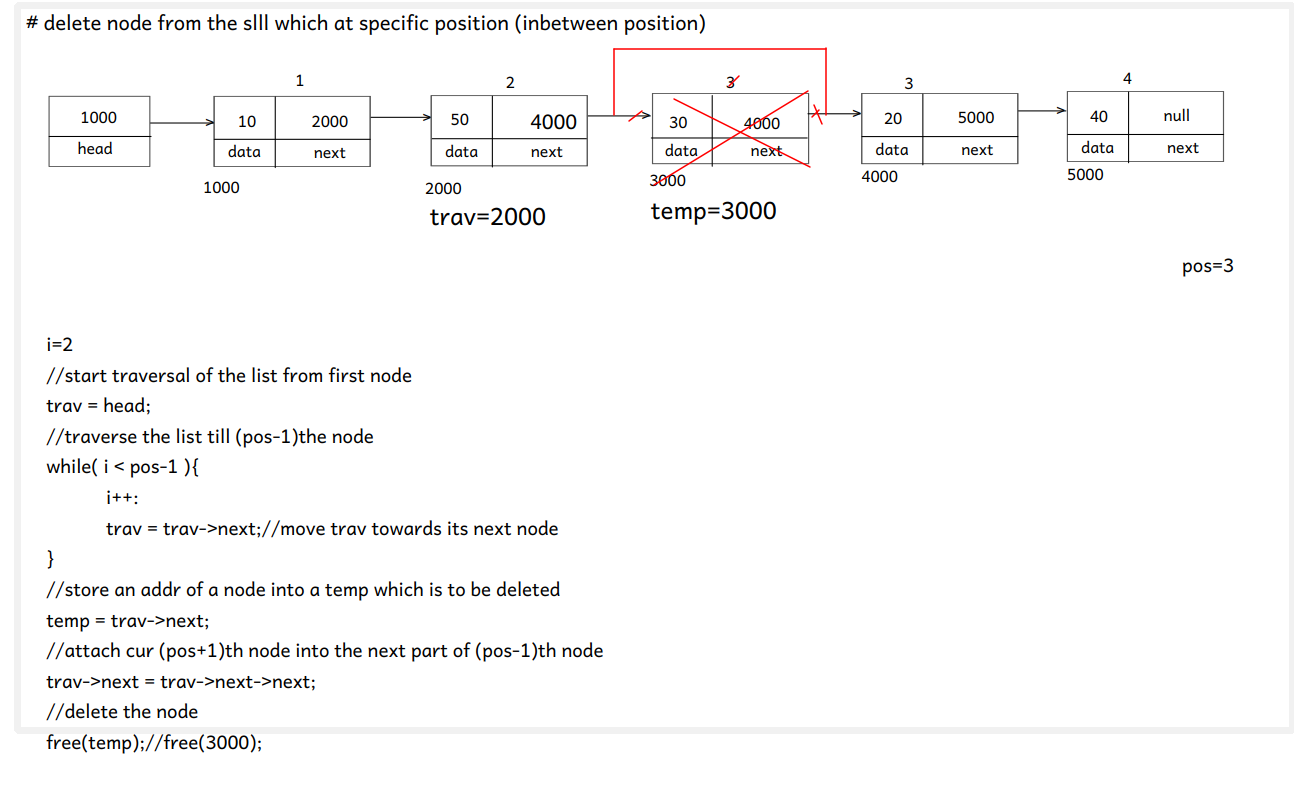 # delete node from the slll which at specific position (inbetween position)
1 2 3 3 4
1000 10 2000 50 4000 30 4000 20 5000 40 null
head data next data next data next data next data next
1000 2000 3000 4000 5000
trav=2000 temp=3000
pos=3
i=2
//start traversal of the list from first node
trav = head;
//traverse the list till (pos-1)the node
while( i < pos-1 ){
i++:
trav = trav->next;//move trav towards its next node
}
//store an addr of a node into a temp which is to be deleted
temp = trav->next;
//attach cur (pos+1)th node into the next part of (pos-1)th node
trav->next = trav->next->next;
//delete the node
free(temp);//free(3000);